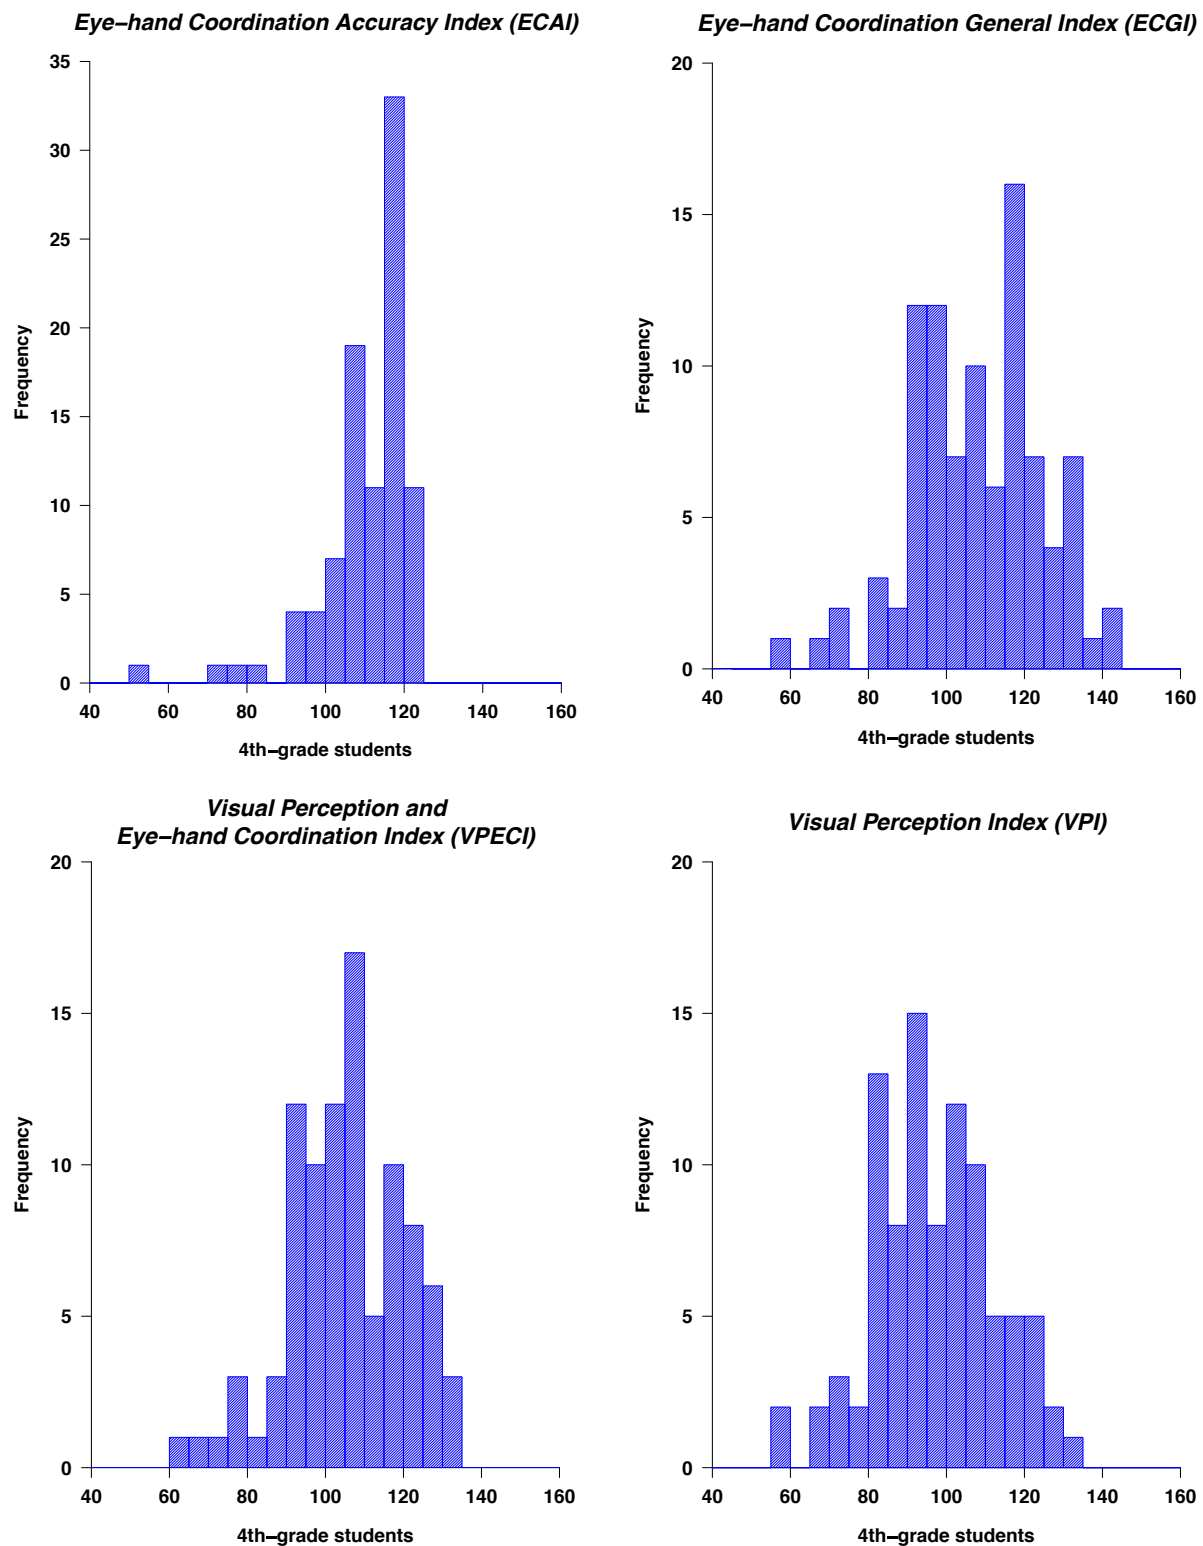 Eye–hand Coordination Accuracy Index (ECAI)
35
30
25
20
15
10
5
0
Frequency
40 60 80 100 120 140 160
4th–grade students
Eye–hand Coordination General Index (ECGI)
20
15
10
5
0
Frequency
40 60 80 100 120 140 160
4th–grade students
Visual Perception and
Eye–hand Coordination Index (VPECI)
20
15
10
5
0
Frequency
40 60 80 100 120 140 160
4th–grade students
Visual Perception Index (VPI)
20
15
10
5
0
Frequency
40 60 80 100 120 140 160
4th–grade students